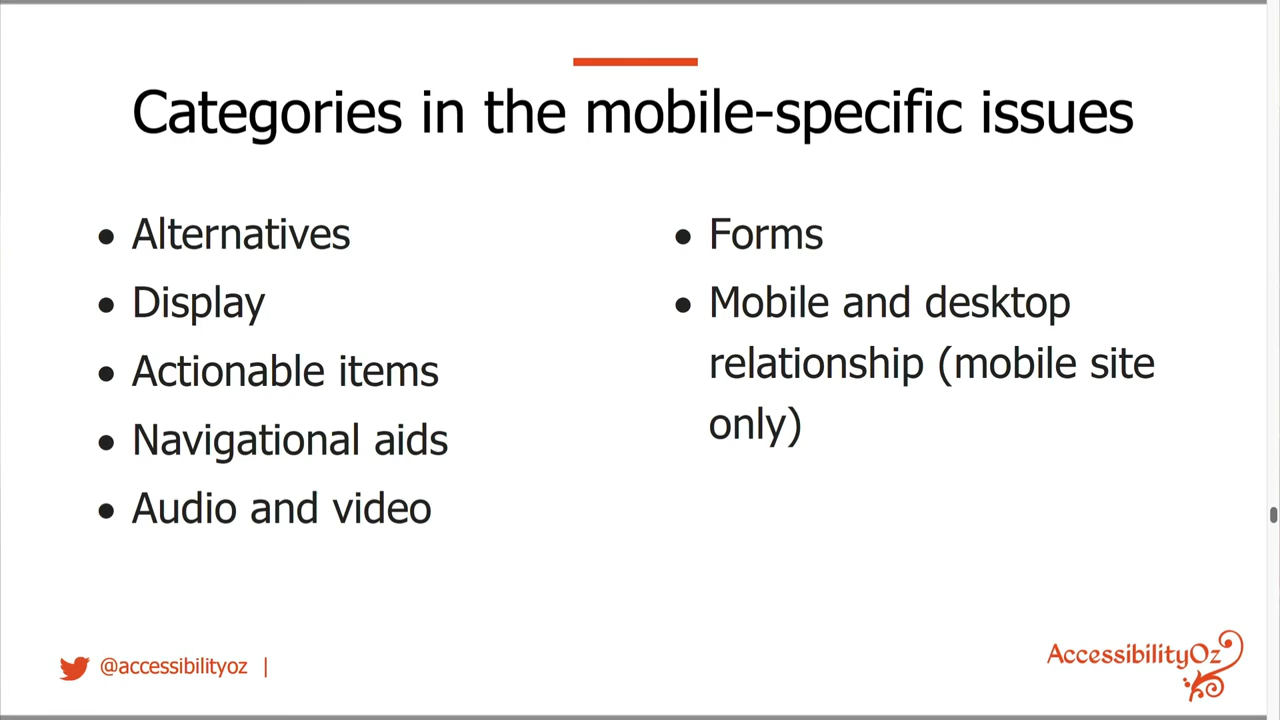 Categories in the mobile-specific issues
• Alternatives
• Display
• Actionable items
• Navigational aids
• Audio and video
• Forms
• Mobile and desktop
relationship (mobile site
only)
@accessibilityoz |
AccessibilityOz